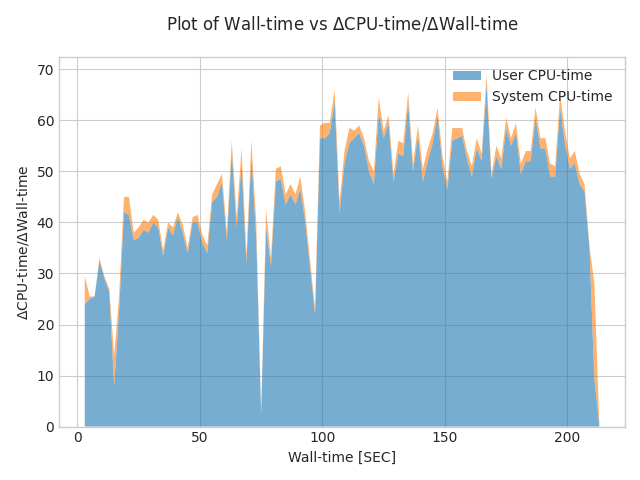 Plot of Wall-time vs ΔCPU-time/ΔWall-time
User CPU-time
System CPU-time
ΔCPU-time/ΔWall-time
70
60
50
40
30
20
10
0
0 50 100 150 200
Wall-time [SEC]